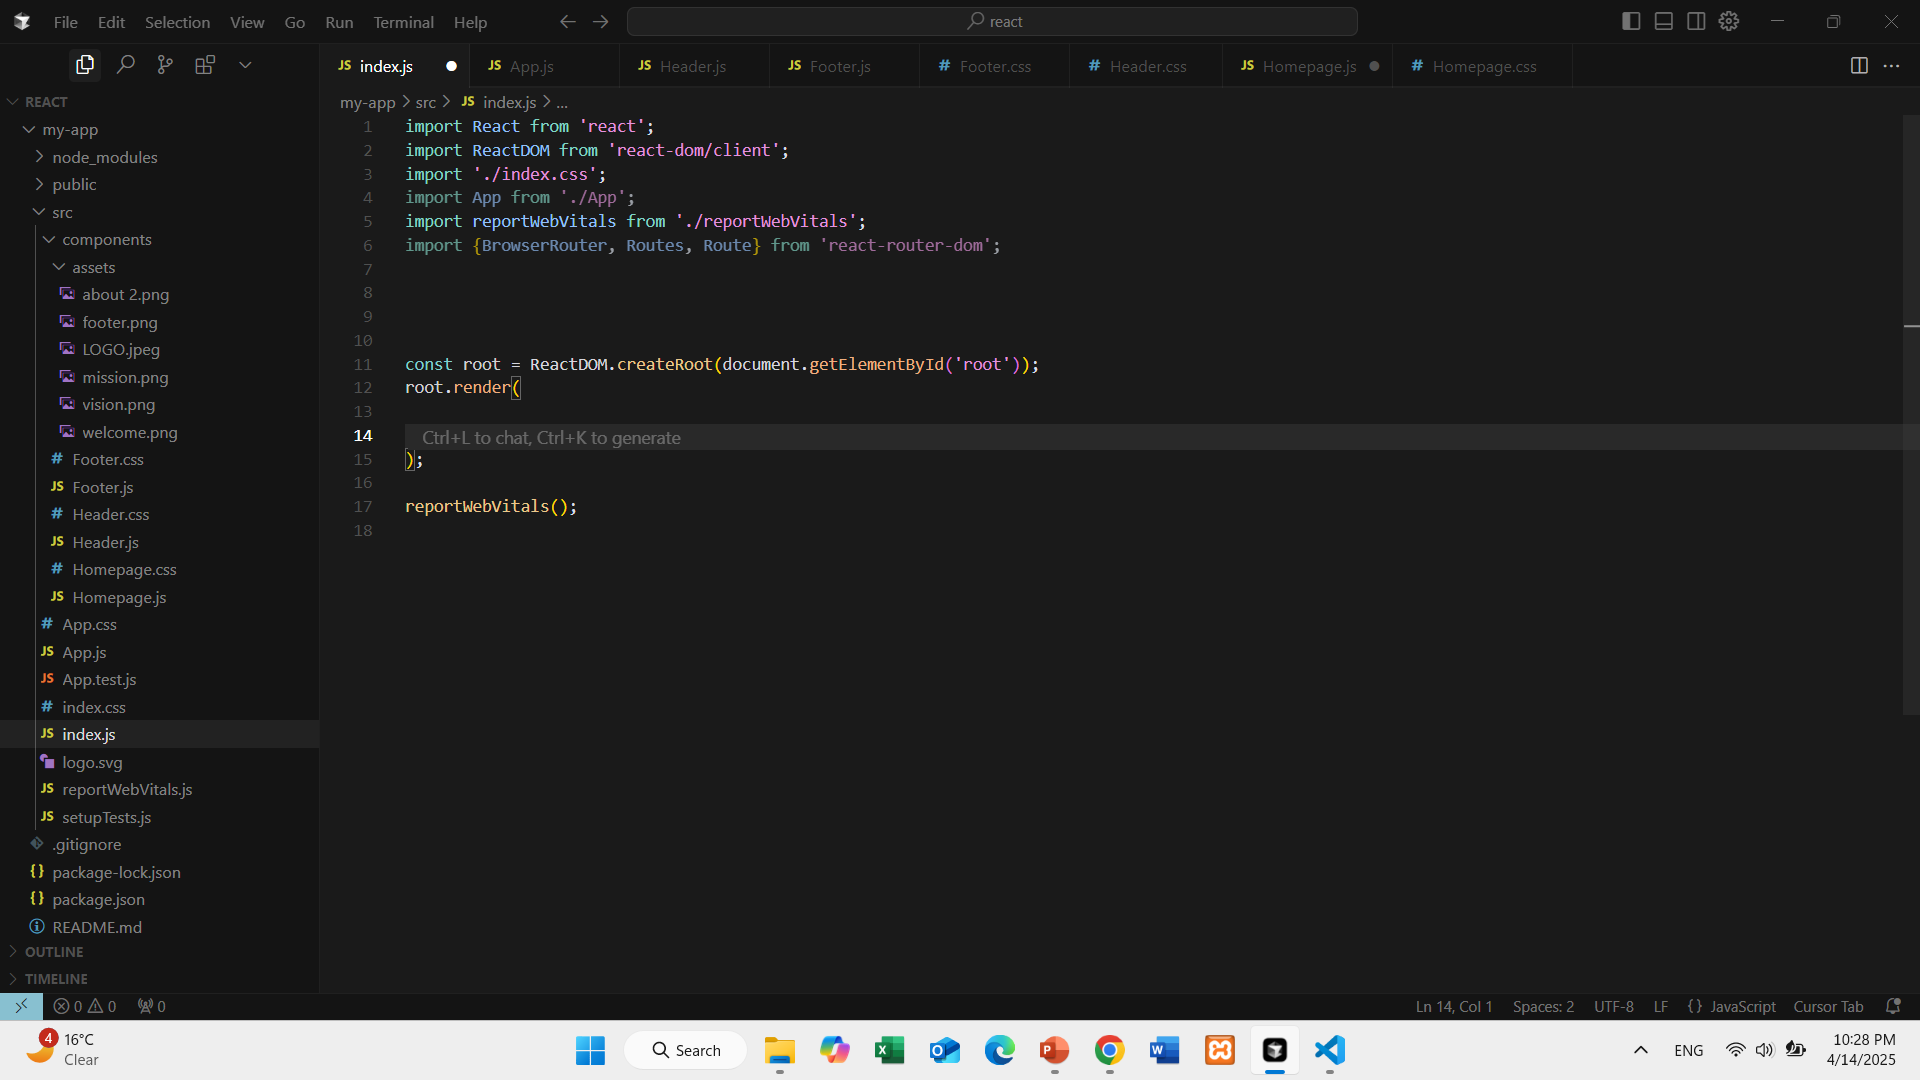 File Edit Selection View Go Run Terminal Help
react
index.js
App.js
Header.js
Footer.js
Footer.css
Header.css
Homepage.js
Homepage.css
REACT
my-app
node_modules
public
src
components
assets
about 2.png
footer.png
LOGO.jpeg
mission.png
vision.png
welcome.png
Footer.css
Footer.js
Header.css
Header.js
Homepage.css
Homepage.js
App.css
App.js
App.test.js
index.css
index.js
logo.svg
reportWebVitals.js
setupTests.js
.gitignore
package-lock.json
package.json
README.md
OUTLINE
TIMELINE
my-app > src > JS index.js > ...
1 import React from 'react';
2 import ReactDOM from 'react-dom/client';
3 import './index.css';
4 import App from './App';
5 import reportWebVitals from './reportWebVitals';
6 import {BrowserRouter, Routes, Route} from 'react-router-dom';
7
8
9
10
11 const root = ReactDOM.createRoot(document.getElementById('root'));
12 root.render(
13
14 Ctrl+L to chat, Ctrl+K to generate
15 );
16
17 reportWebVitals();
18
0 0 0
Ln 14, Col 1 Spaces: 2 UTF-8 LF {} JavaScript Cursor Tab
4
16°C
Clear
Search
ENG
10:28 PM
4/14/2025